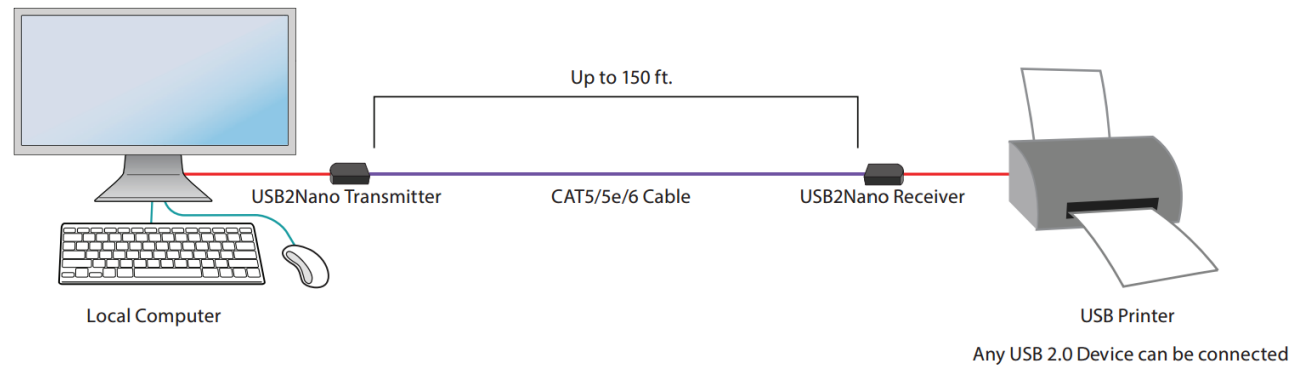 Up to 150 ft.
USB2Nano Transmitter
CAT5/5e/6 Cable
USB2Nano Receiver
Local Computer
USB Printer
Any USB 2.0 Device can be connected